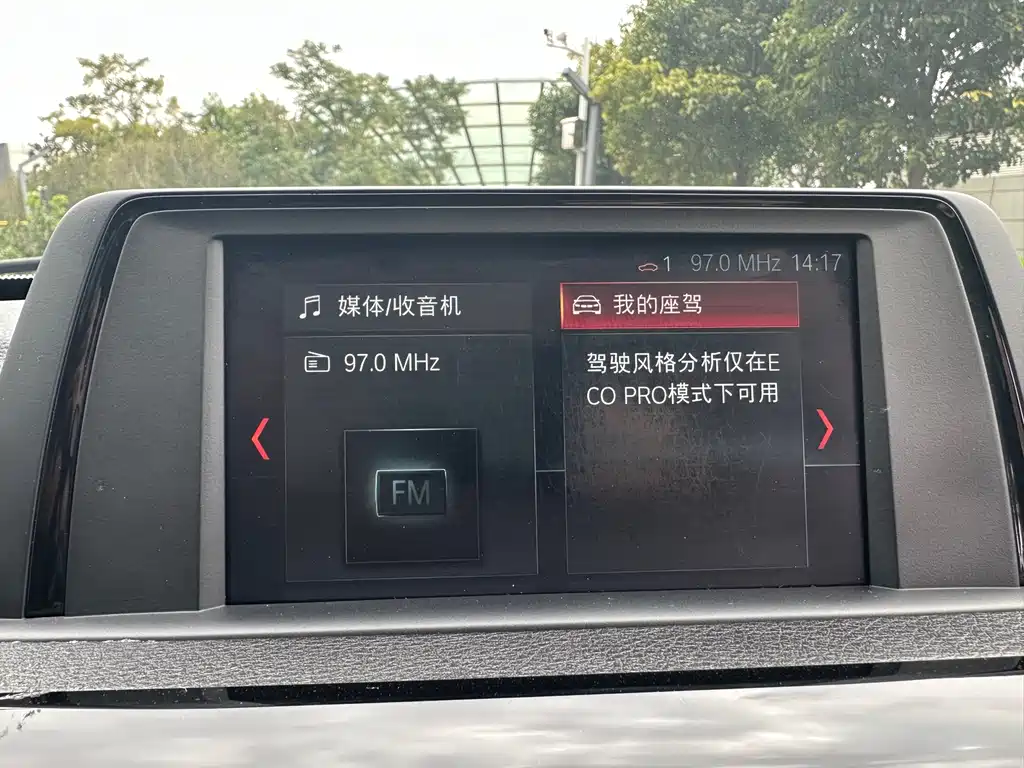 1 97.0 MHz 14:17
媒体/收音机
97.0 MHz
FM
我的座驾
驾驶风格分析仅在E
CO PRO模式下可用